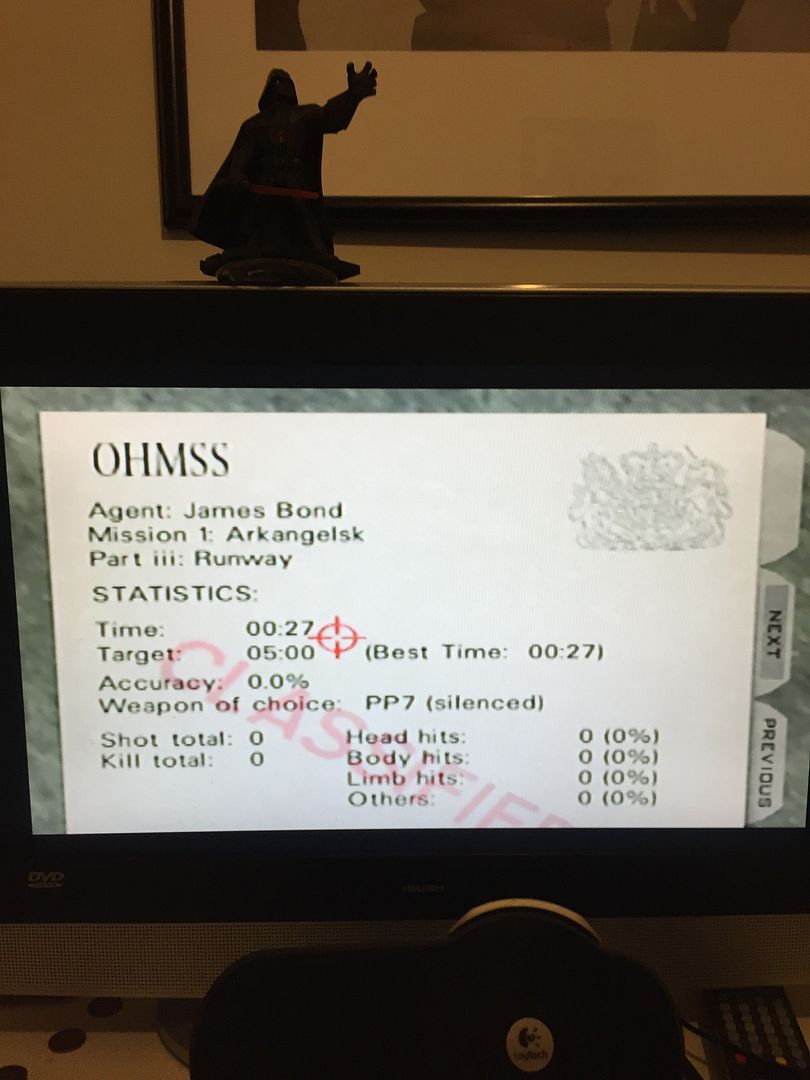 OHMSS
Agent: James Bond
Mission 1: Arkangelsk
Part iii: Runway
STATISTICS:
Time: 00:27
Target: 05:00 (Best Time: 00:27)
Accuracy: 0.0%
Weapon of choice: PP7 (silenced)
Shot total: 0 Head hits: 0 (0%)
Kill total: 0 Body hits: 0 (0%)
Limb hits: 0 (0%)
Others: 0 (0%)
CLASSIFIED
NEXT
PREVIOUS
DVD
Logitech